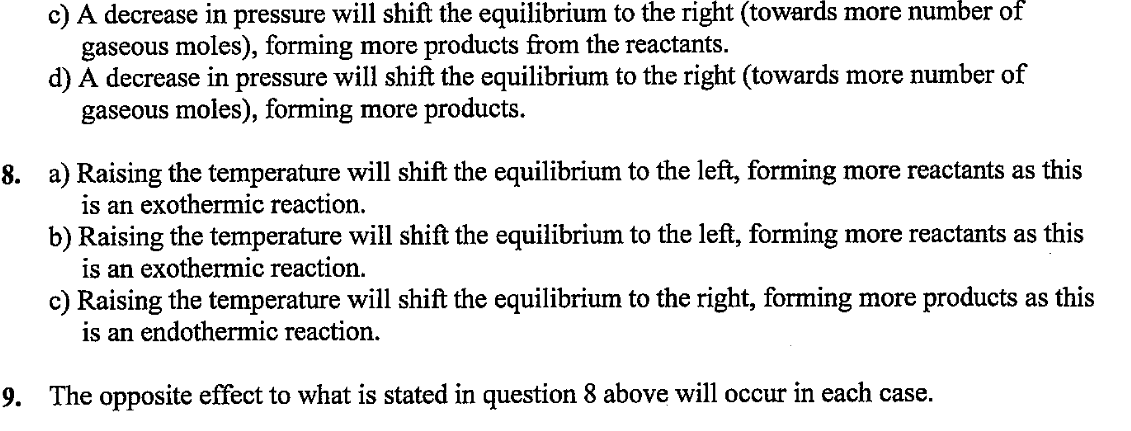 c) A decrease in pressure will shift the equilibrium to the right (towards more number of
gaseous moles), forming more products from the reactants.
d) A decrease in pressure will shift the equilibrium to the right (towards more number of
gaseous moles), forming more products.
8. a) Raising the temperature will shift the equilibrium to the left, forming more reactants as this
is an exothermic reaction.
b) Raising the temperature will shift the equilibrium to the left, forming more reactants as this
is an exothermic reaction.
c) Raising the temperature will shift the equilibrium to the right, forming more products as this
is an endothermic reaction.
9. The opposite effect to what is stated in question 8 above will occur in each case.